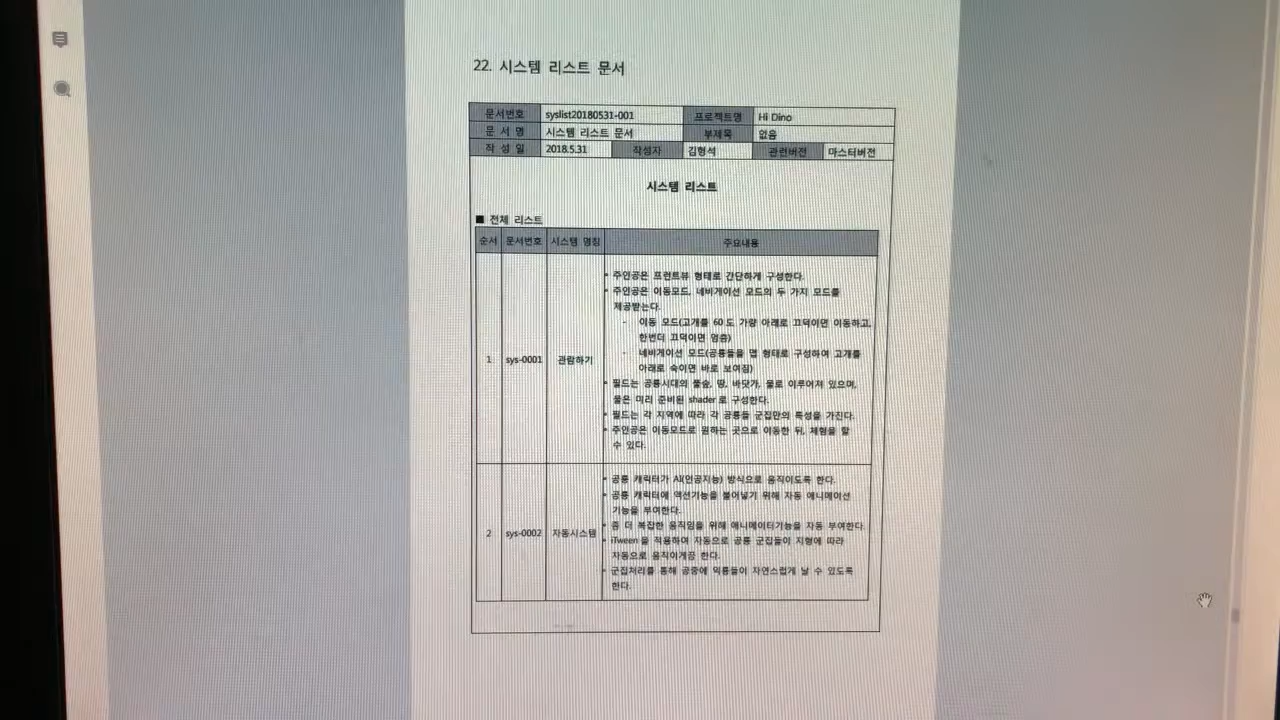 22. 시스템 리스트 문서
문서번호 syslist20180531-001 프로젝트명 Hi Dino
문 서 명 시스템 리스트 문서 부제목 없음
작 성 일 2018.5.31 작성자 김형석 관련버전 마스터버전
시스템 리스트
■ 전체 리스트
순서 문서번호 시스템 명칭 주요내용
1 sys-0001 관람하기
• 주인공은 프런트뷰 형태로 간단하게 구성한다.
• 주인공은 이동모드, 네비게이션 모드의 두 가지 모드를
제공받는다.
- 이동 모드(고개를 60도 가량 아래로 끄덕이면 이동하고,
한번더 끄덕이면 멈춤)
- 네비게이션 모드(공룡들을 맵 형태로 구성하여 고개를
아래로 숙이면 바로 보여짐)
• 필드는 공룡시대의 풀숲, 땅, 바닷가, 물로 이루어져 있으며,
물은 미리 준비된 shader로 구성한다.
• 필드는 각 지역에 따라 각 공룡들 군집만의 특성을 가진다.
• 주인공은 이동모드로 원하는 곳으로 이동한 뒤, 체험을 할
수 있다.
2 sys-0002 자동시스템
• 공룡 캐릭터가 AI(인공지능) 방식으로 움직이도록 한다.
• 공룡 캐릭터에 액션기능을 불어넣기 위해 자동 애니메이션
기능을 부여한다.
• 좀 더 복잡한 움직임을 위해 애니메이터기능을 자동 부여한다.
• iTween을 적용하여 자동으로 공룡 군집들이 지형에 따라
자동으로 움직이게끔 한다.
• 군집처리를 통해 공중에 익룡들이 자연스럽게 날 수 있도록
한다.